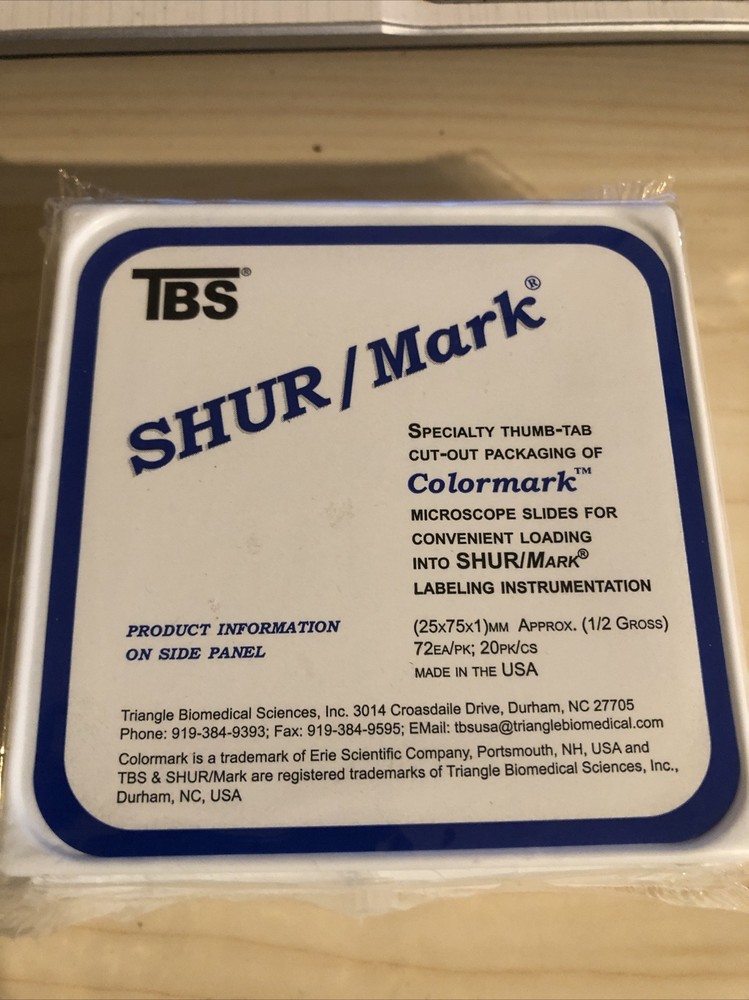 TBS®
SHUR/Mark®
SPECIALTY THUMB-TAB
CUT-OUT PACKAGING OF
Colormark™
MICROSCOPE SLIDES FOR
CONVENIENT LOADING
INTO SHUR/MARK®
LABELING INSTRUMENTATION
PRODUCT INFORMATION
ON SIDE PANEL
(25x75x1)MM APPROX. (1/2 GROSS)
72EA/PK; 20PK/CS
MADE IN THE USA
Triangle Biomedical Sciences, Inc. 3014 Croasdaile Drive, Durham, NC 27705
Phone: 919-384-9393; Fax: 919-384-9595; EMail: tbsusa@trianglebiomedical.com
Colormark is a trademark of Erie Scientific Company, Portsmouth, NH, USA and
TBS & SHUR/Mark are registered trademarks of Triangle Biomedical Sciences, Inc.,
Durham, NC, USA